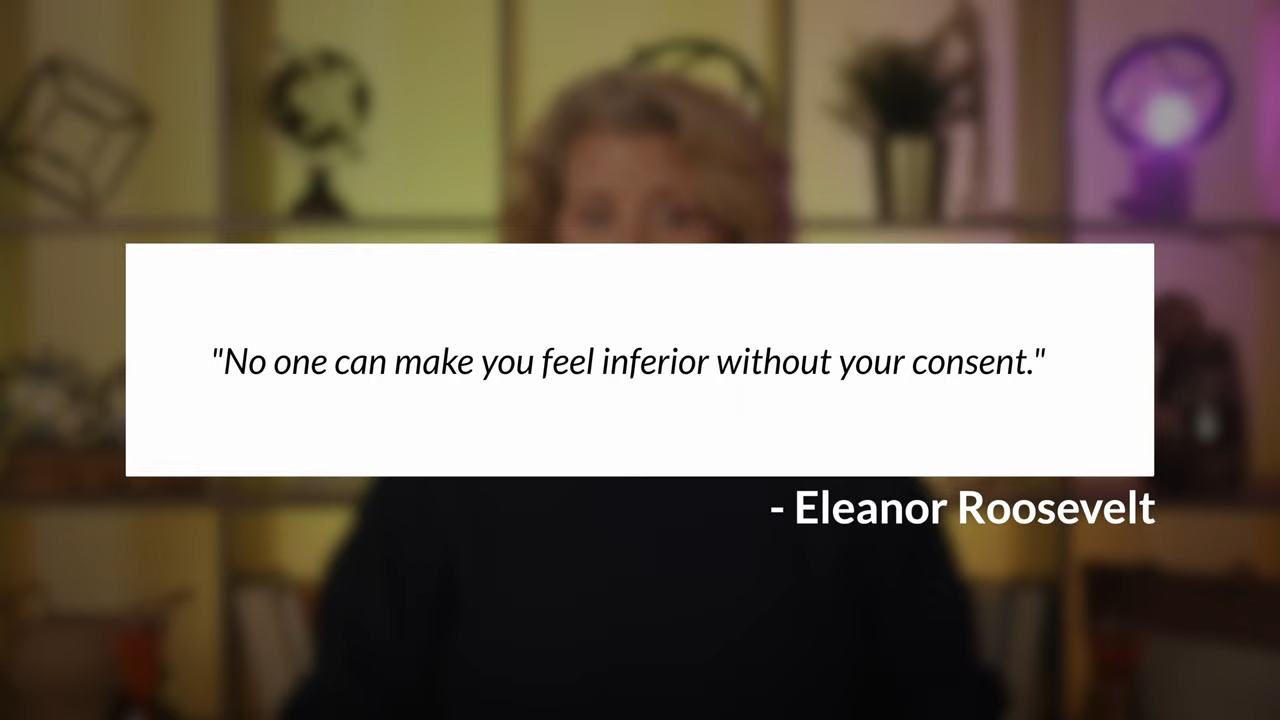 "No one can make you feel inferior without your consent."
- Eleanor Roosevelt